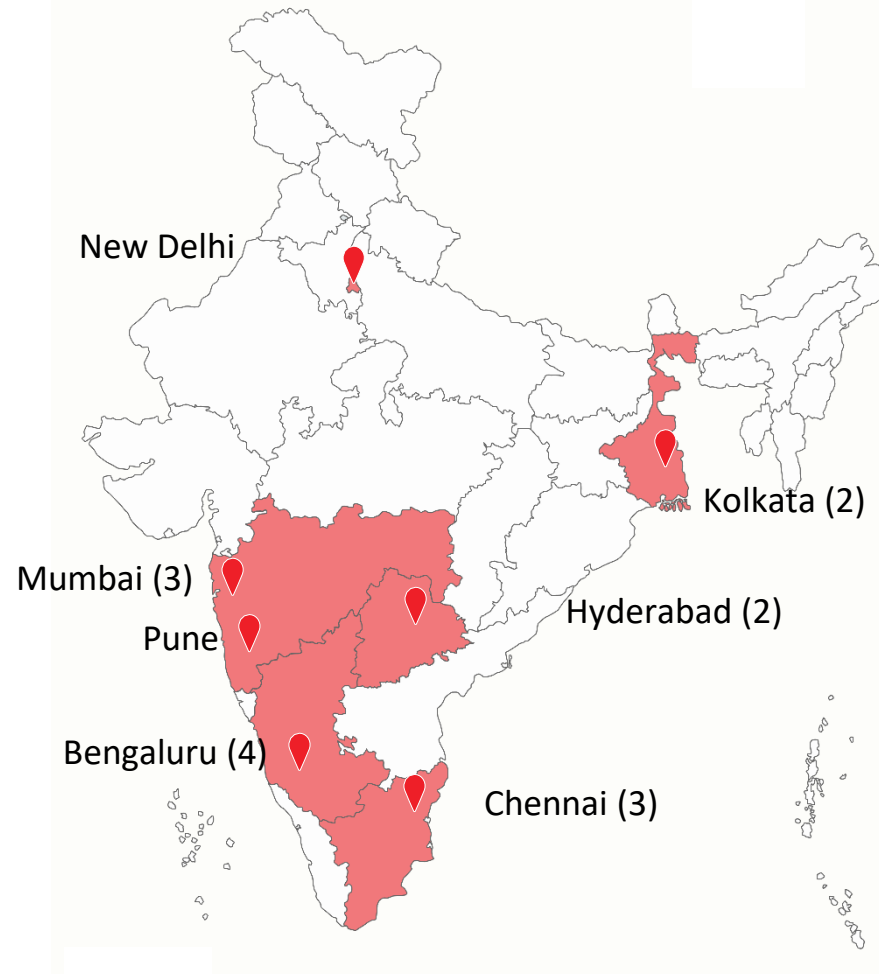 New Delhi
Kolkata (2)
Mumbai (3)
Hyderabad (2)
Pune
Bengaluru (4)
Chennai (3)